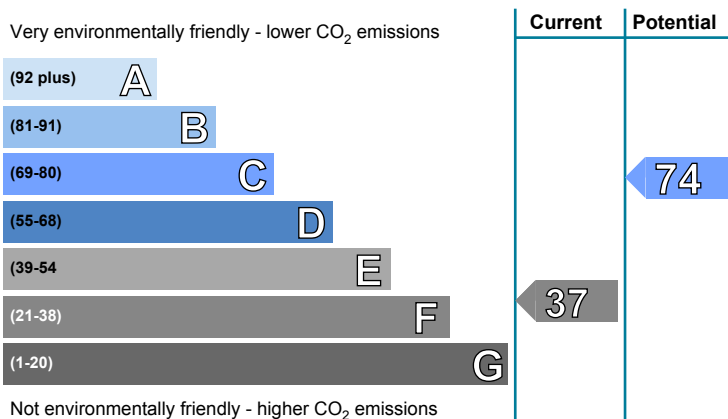 Current Potential
Very environmentally friendly - lower CO₂ emissions
(92 plus) A
(81-91) B
(69-80) C
74
(55-68) D
(39-54 E
37
(21-38) F
(1-20) G
Not environmentally friendly - higher CO₂ emissions